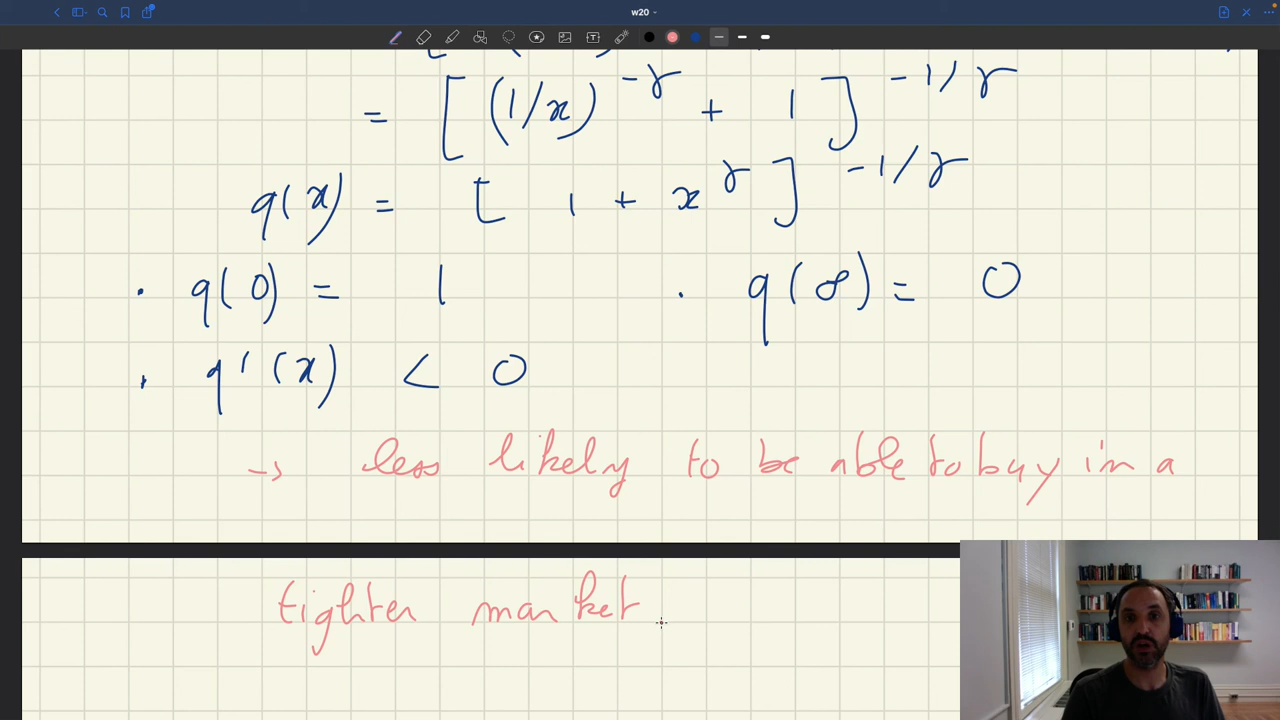 w20
= [ (1/x)^{-γ} + 1 ]^{-1/γ}
q(x) = [ 1 + x^γ ]^{-1/γ}
· q(0) = 1 · q(∞) = 0
· q'(x) < 0
→ less likely to be able to buy in a
tighter market